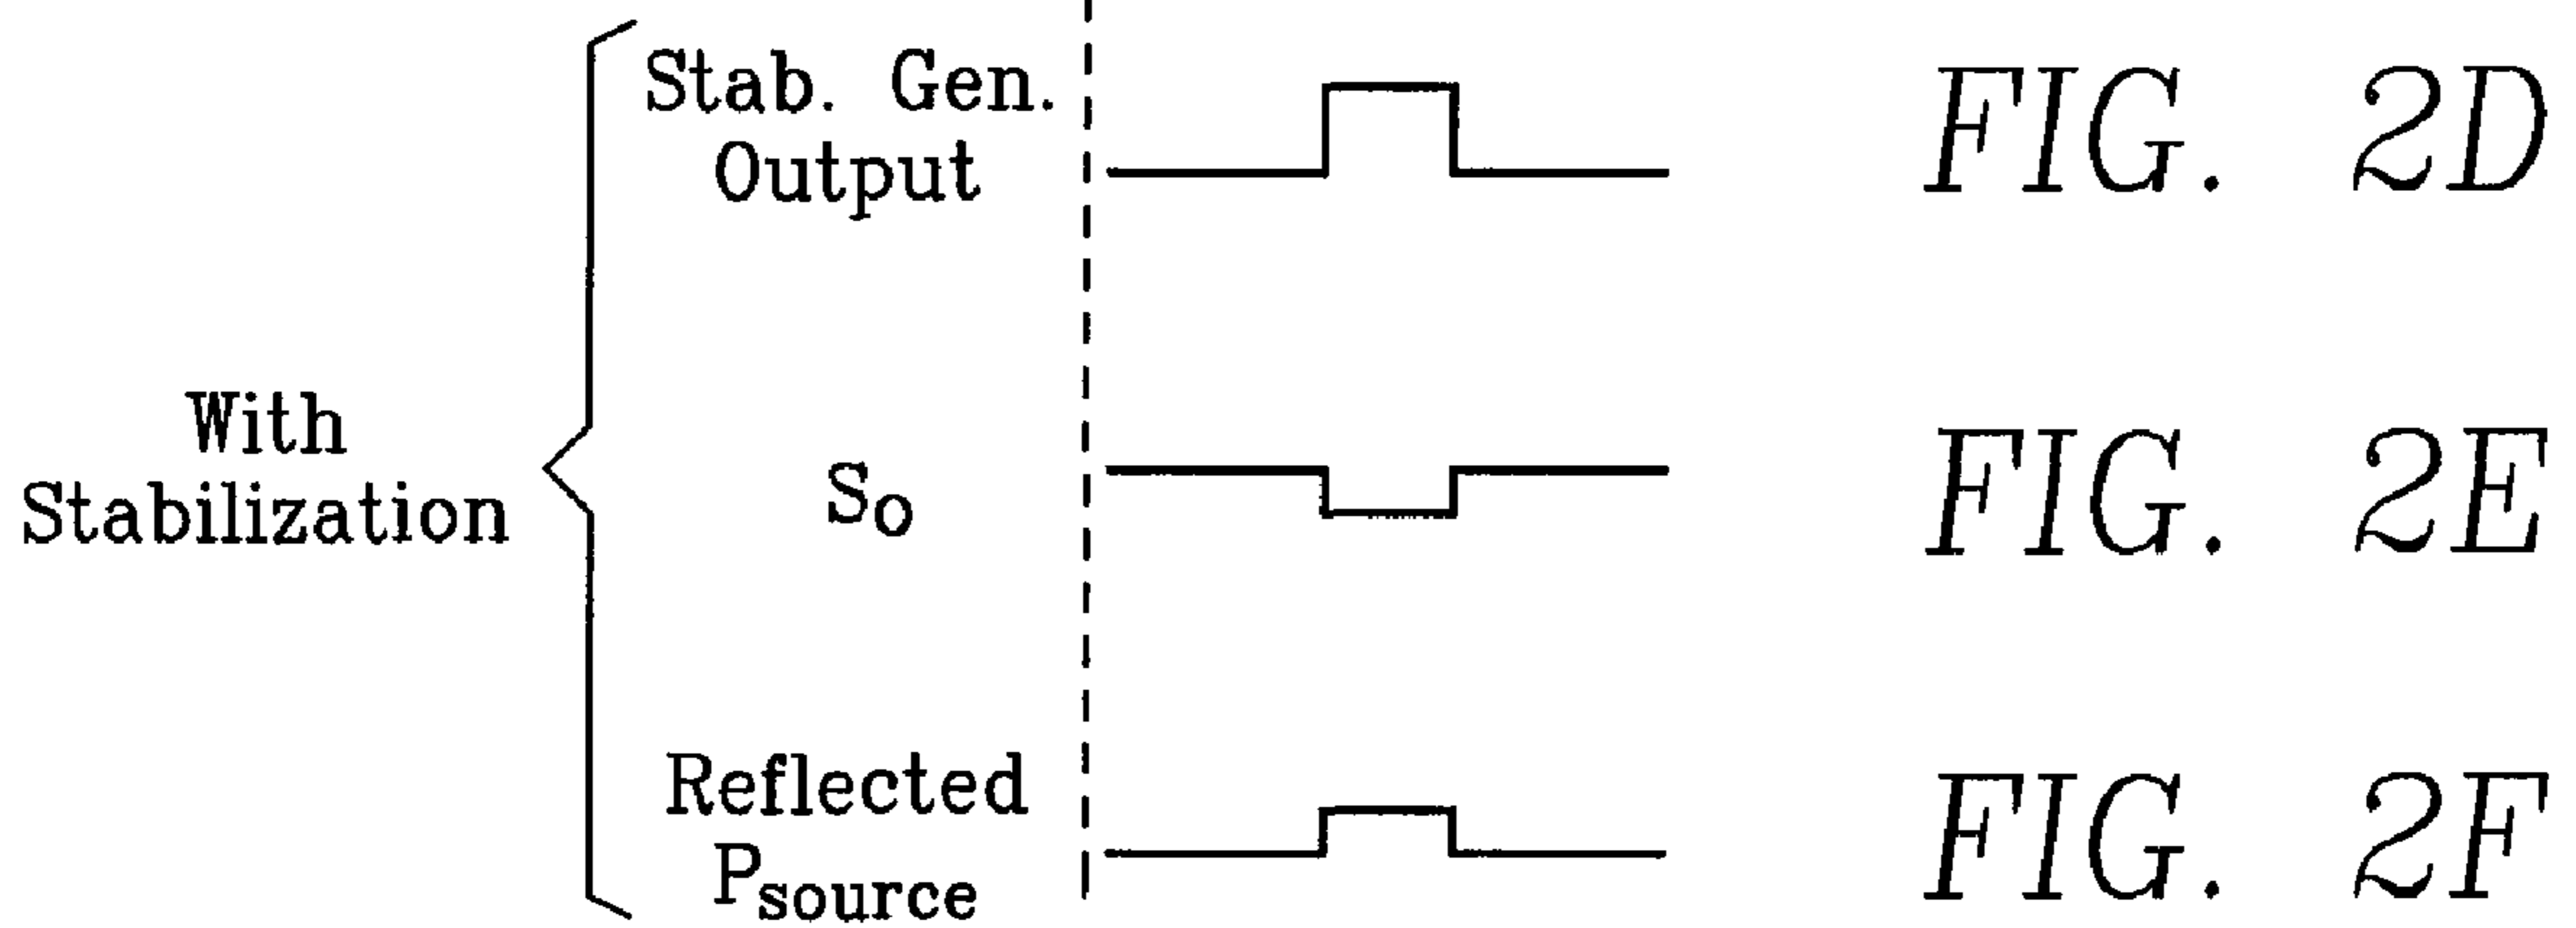 Stab. Gen.
Output
FIG. 2D
With
Stabilization
So
FIG. 2E
Reflected
Psource
FIG. 2F